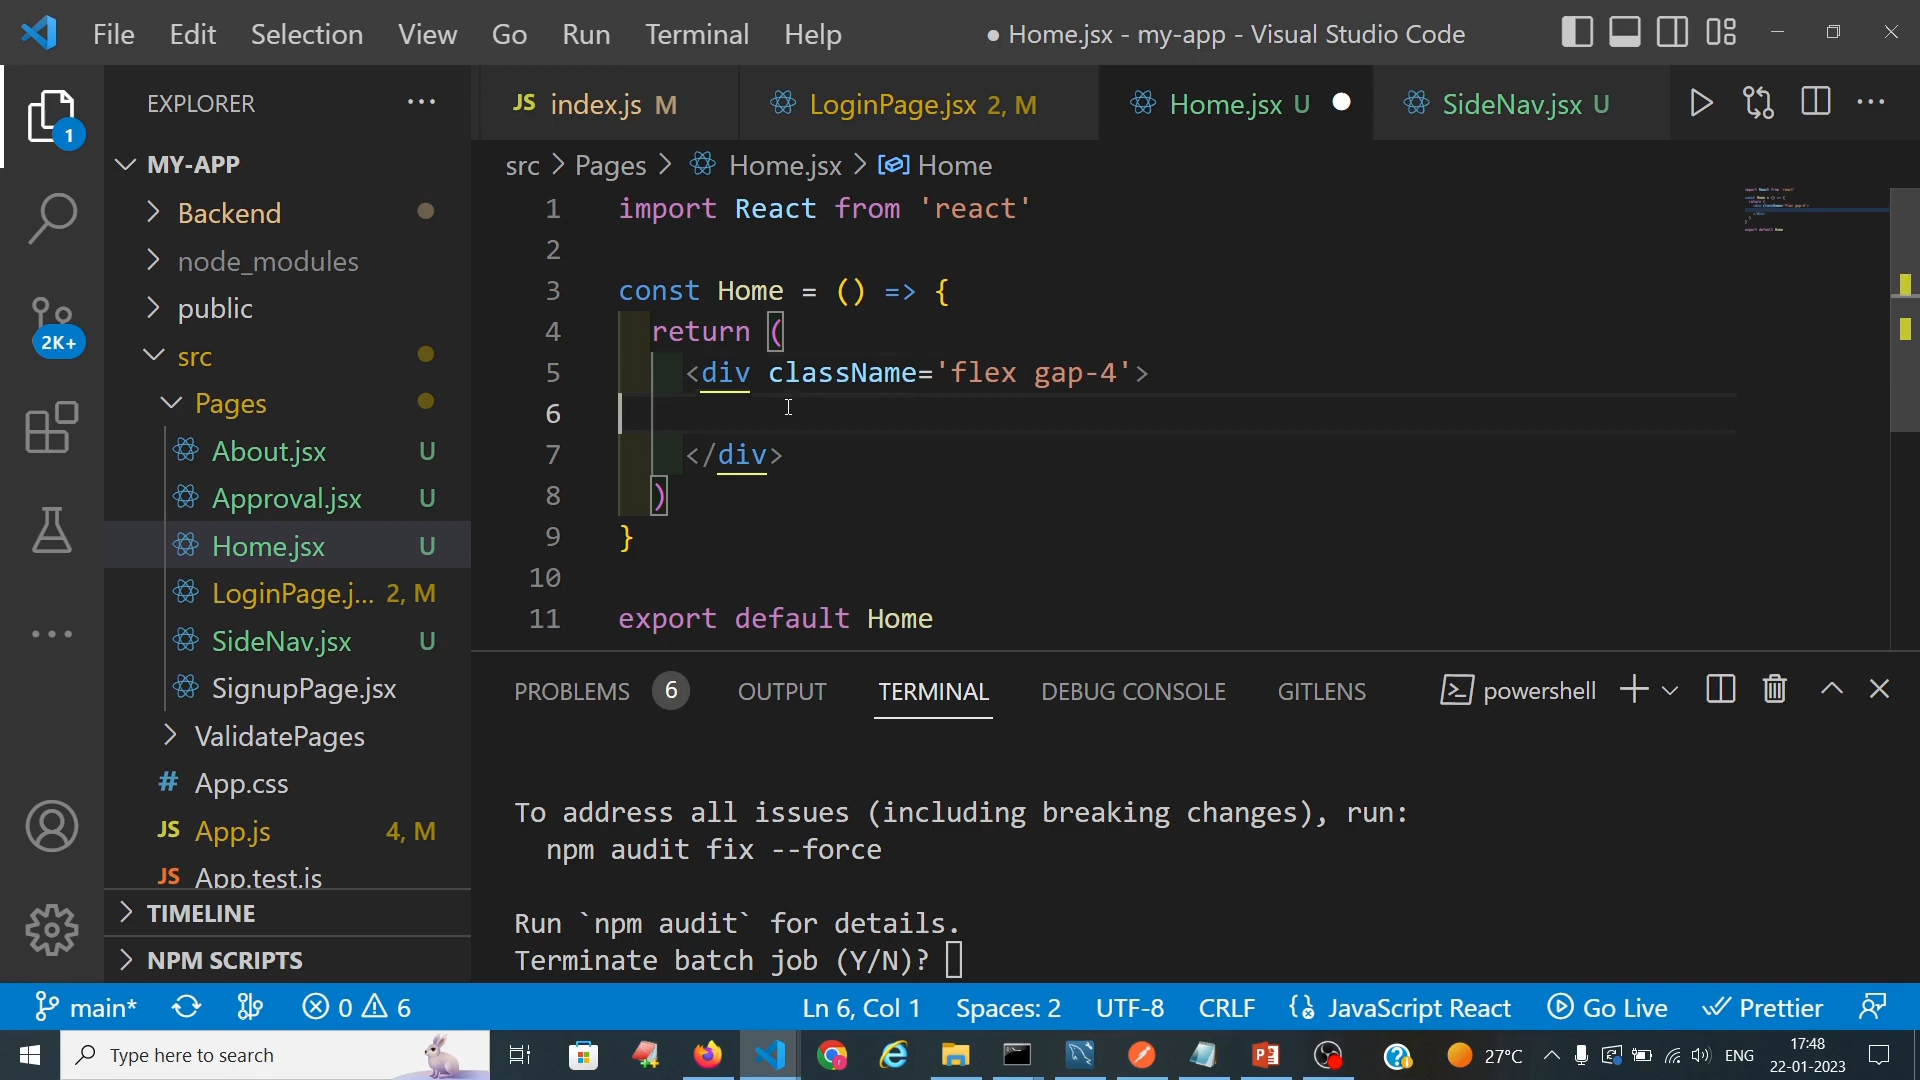 File Edit Selection View Go Run Terminal Help ● Home.jsx - my-app - Visual Studio Code
EXPLORER ···
JS index.js M LoginPage.jsx 2, M Home.jsx U SideNav.jsx U
src > Pages > Home.jsx > Home
MY-APP
Backend
node_modules
public
src
Pages
About.jsx U
Approval.jsx U
Home.jsx U
LoginPage.j... 2, M
SideNav.jsx U
SignupPage.jsx
ValidatePages
# App.css
JS App.js 4, M
JS App.test.js
TIMELINE
NPM SCRIPTS
1
2K+
1 import React from 'react'
2
3 const Home = () => {
4 return (
5 <div className='flex gap-4'>
6
7 </div>
8 )
9 }
10
11 export default Home
PROBLEMS 6 OUTPUT TERMINAL DEBUG CONSOLE GITLENS powershell
To address all issues (including breaking changes), run:
npm audit fix --force
Run `npm audit` for details.
Terminate batch job (Y/N)?
main* 0 6 Ln 6, Col 1 Spaces: 2 UTF-8 CRLF JavaScript React Go Live Prettier
Type here to search 27°C ENG 17:48
22-01-2023